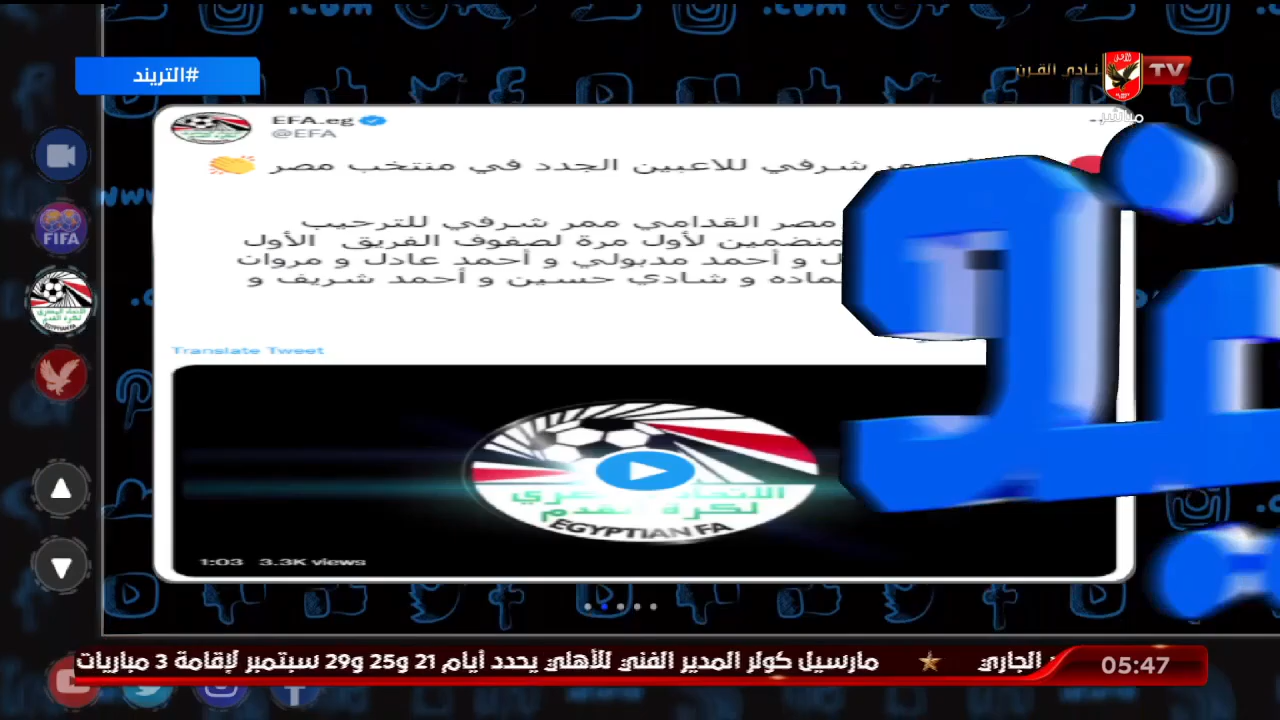 #التريند
نادي القرن
TV
مباشر
EFA.eg
@EFA
شرفي للاعبين الجدد في منتخب مصر 👏
مصر القدامى ممر شرفي للترحيب
منضمين لأول مرة لصفوف الفريق الأول
و أحمد مدبولي و أحمد عادل و مروان
و شادي حسين و أحمد شريف و
Translate Tweet
FIFA
EGYPTIAN FA
1:03 3.3K views
الجاري ★ مارسيل كولر المدير الفني للأهلي يحدد أيام 21 و25 و29 سبتمبر لإقامة 3 مباريات
05:47